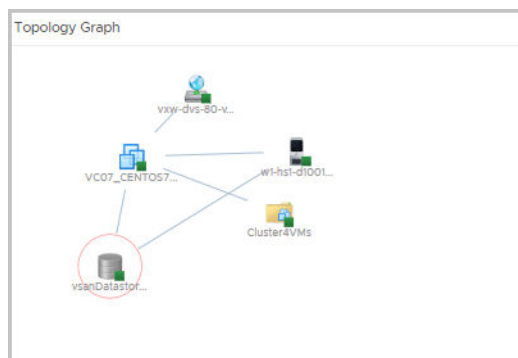 Topology Graph
vxw-dvs-80-v...
VC07_CENTOS7...
w1-hs1-d1001...
Cluster4VMs
vsanDatastor...